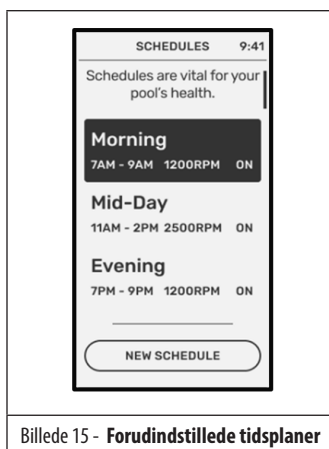 SCHEDULES 9:41
Schedules are vital for your
pool's health.
Morning
7AM - 9AM 1200RPM ON
Mid-Day
11AM - 2PM 2500RPM ON
Evening
7PM - 9PM 1200RPM ON
NEW SCHEDULE
Billede 15 - Forudindstillede tidsplaner